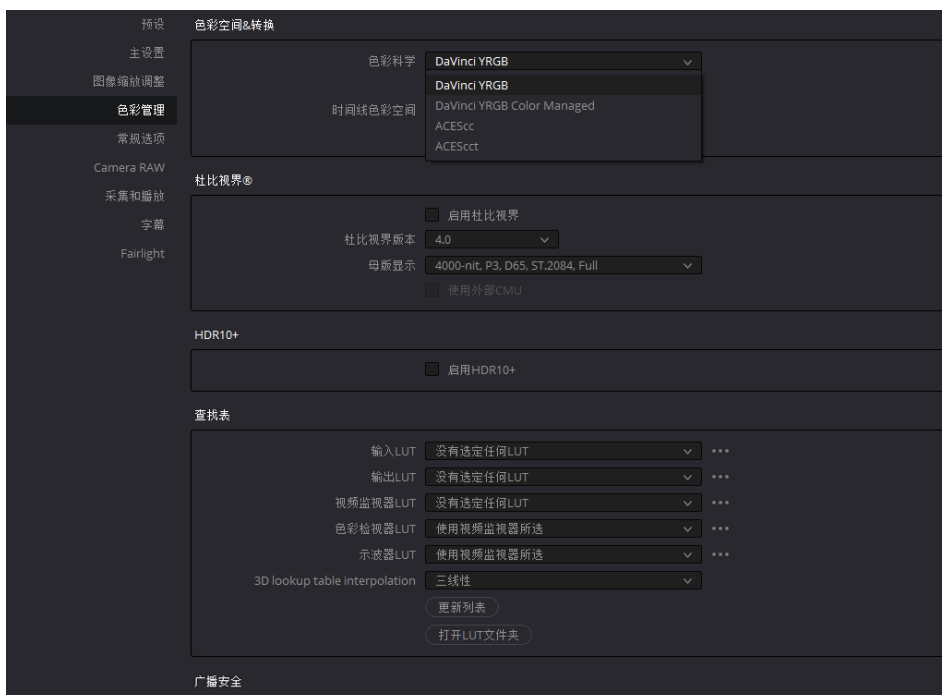 预设
主设置
图像缩放调整
色彩管理
常规选项
Camera RAW
采集和播放
字幕
Fairlight
色彩空间&转换
色彩科学 DaVinci YRGB
DaVinci YRGB
时间线色彩空间 DaVinci YRGB Color Managed
ACEScc
ACEScct
杜比视界®
启用杜比视界
杜比视界版本 4.0
母版显示 4000-nit, P3, D65, ST.2084, Full
使用外部CMU
HDR10+
启用HDR10+
查找表
输入LUT 没有选定任何LUT
输出LUT 没有选定任何LUT
视频监视器LUT 没有选定任何LUT
色彩检视器LUT 使用视频监视器所选
示波器LUT 使用视频监视器所选
3D lookup table interpolation 三线性
更新列表
打开LUT文件夹
广播安全